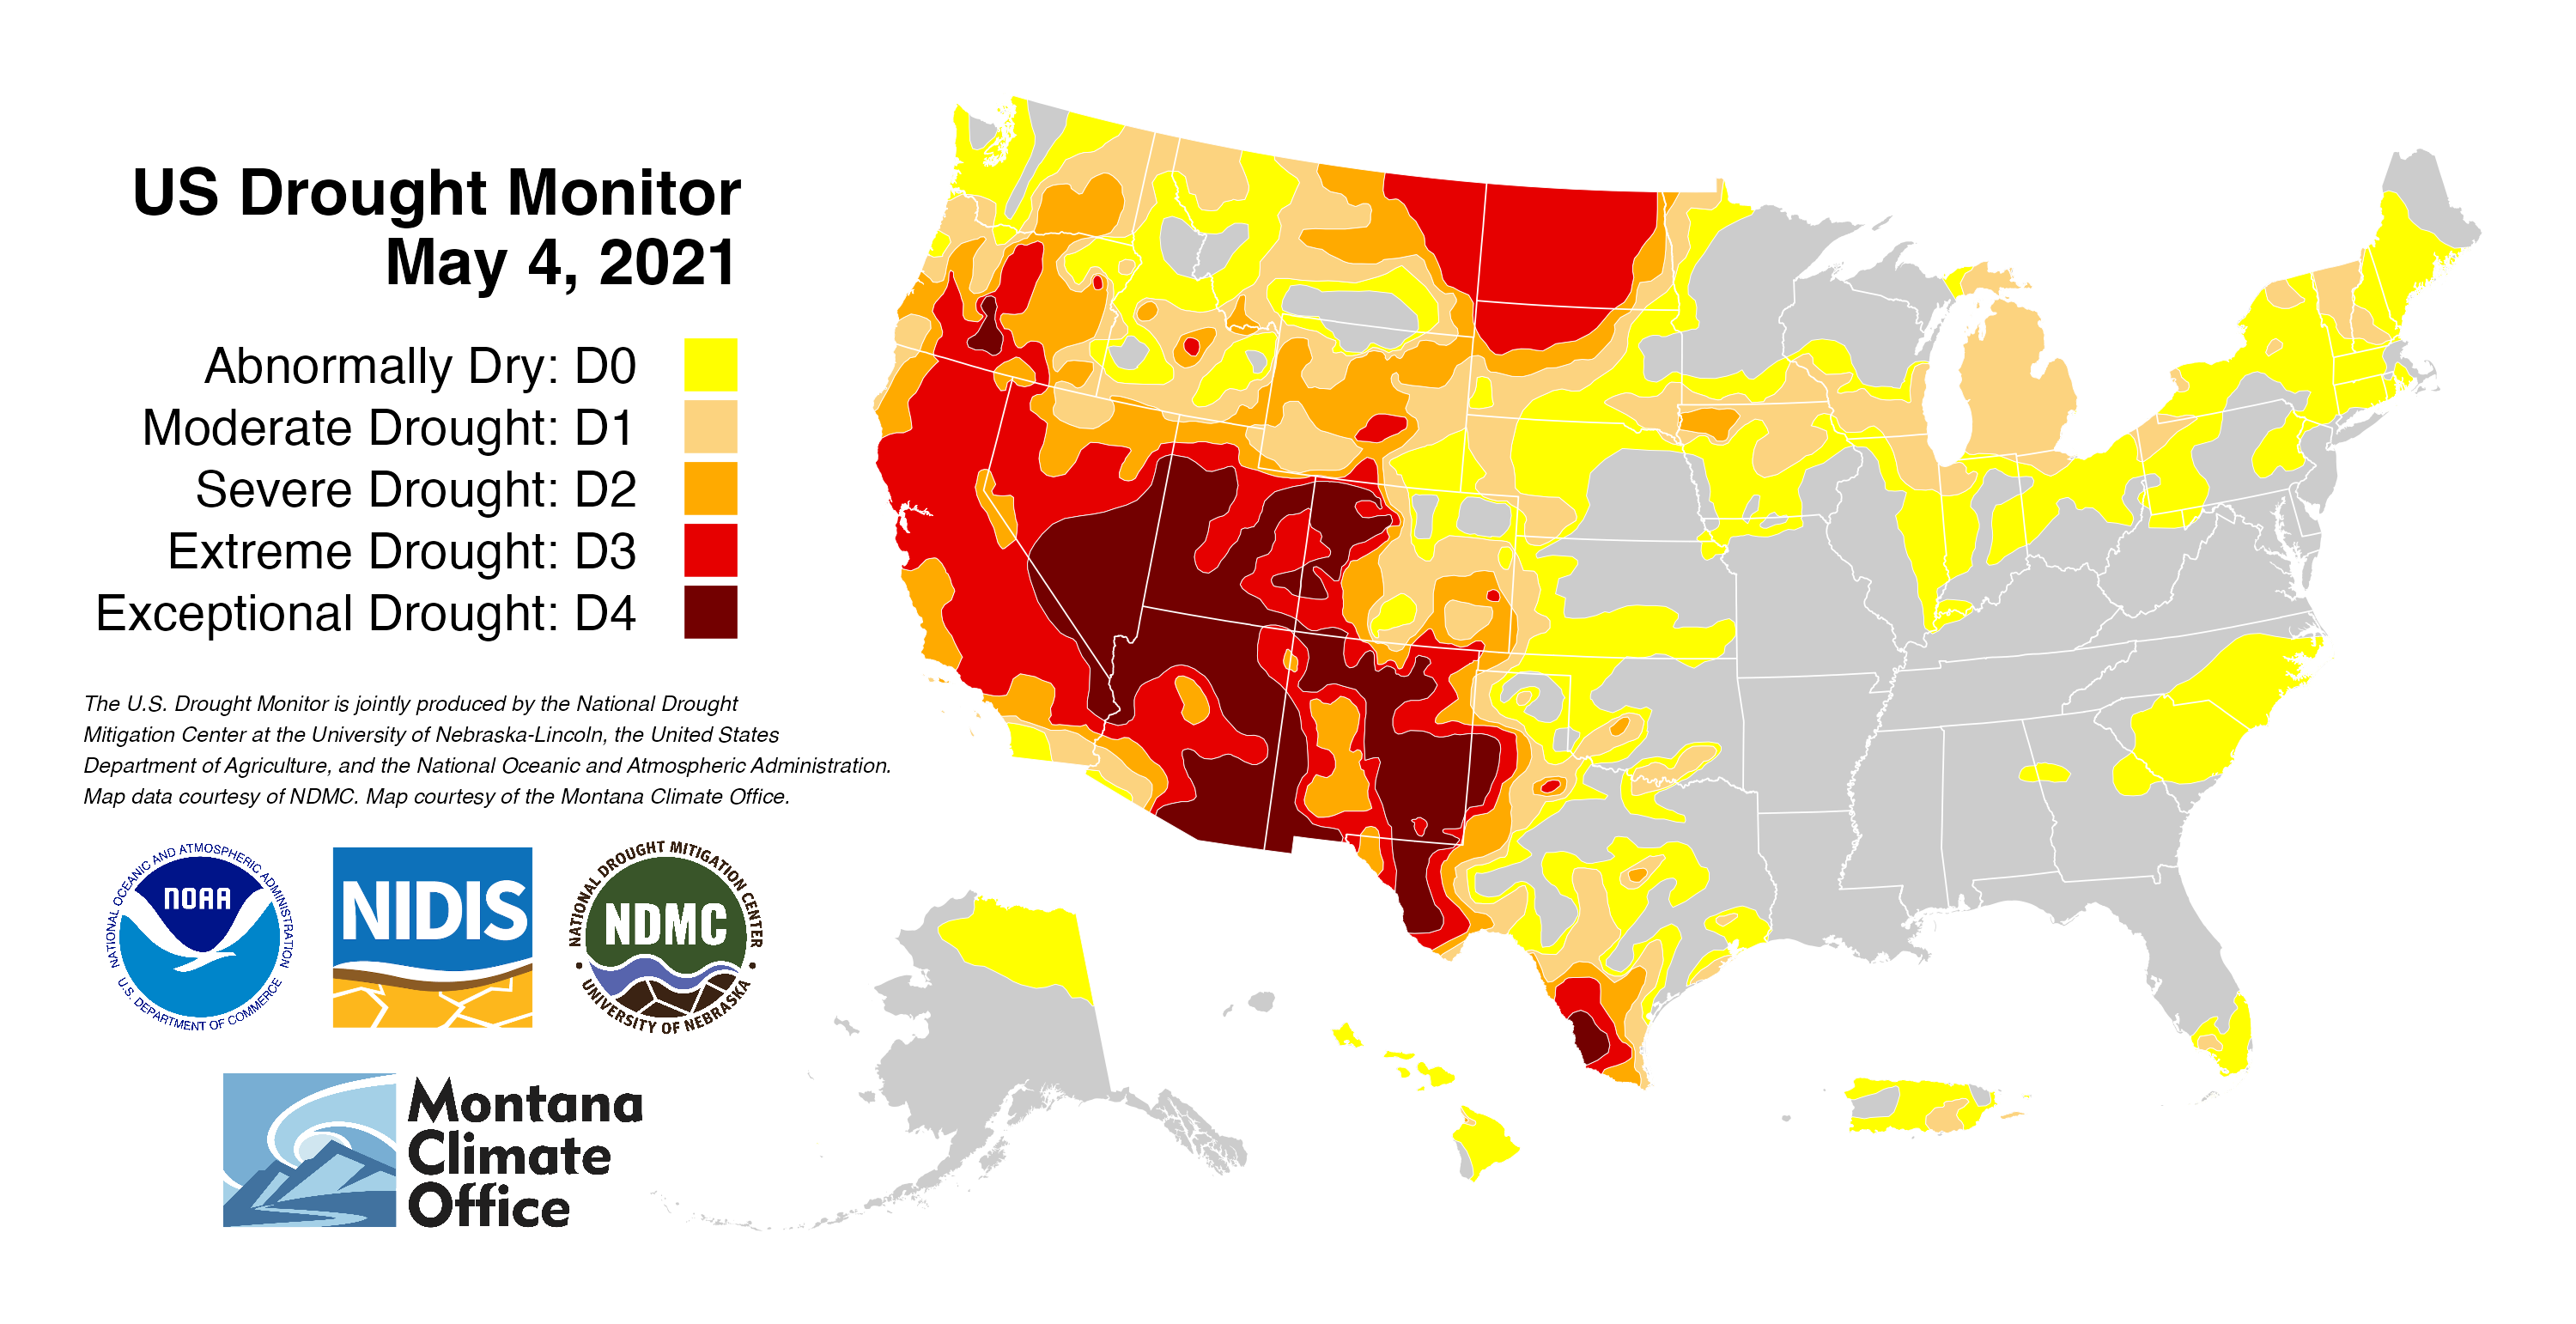 US Drought Monitor
May 4, 2021
Abnormally Dry: D0
Moderate Drought: D1
Severe Drought: D2
Extreme Drought: D3
Exceptional Drought: D4
The U.S. Drought Monitor is jointly produced by the National Drought
Mitigation Center at the University of Nebraska-Lincoln, the United States
Department of Agriculture, and the National Oceanic and Atmospheric Administration.
Map data courtesy of NDMC. Map courtesy of the Montana Climate Office.
NATIONAL OCEANIC AND ATMOSPHERIC ADMINISTRATION
NOAA
U.S. DEPARTMENT OF COMMERCE
NIDIS
NATIONAL DROUGHT MITIGATION CENTER
NDMC
UNIVERSITY OF NEBRASKA
Montana
Climate
Office